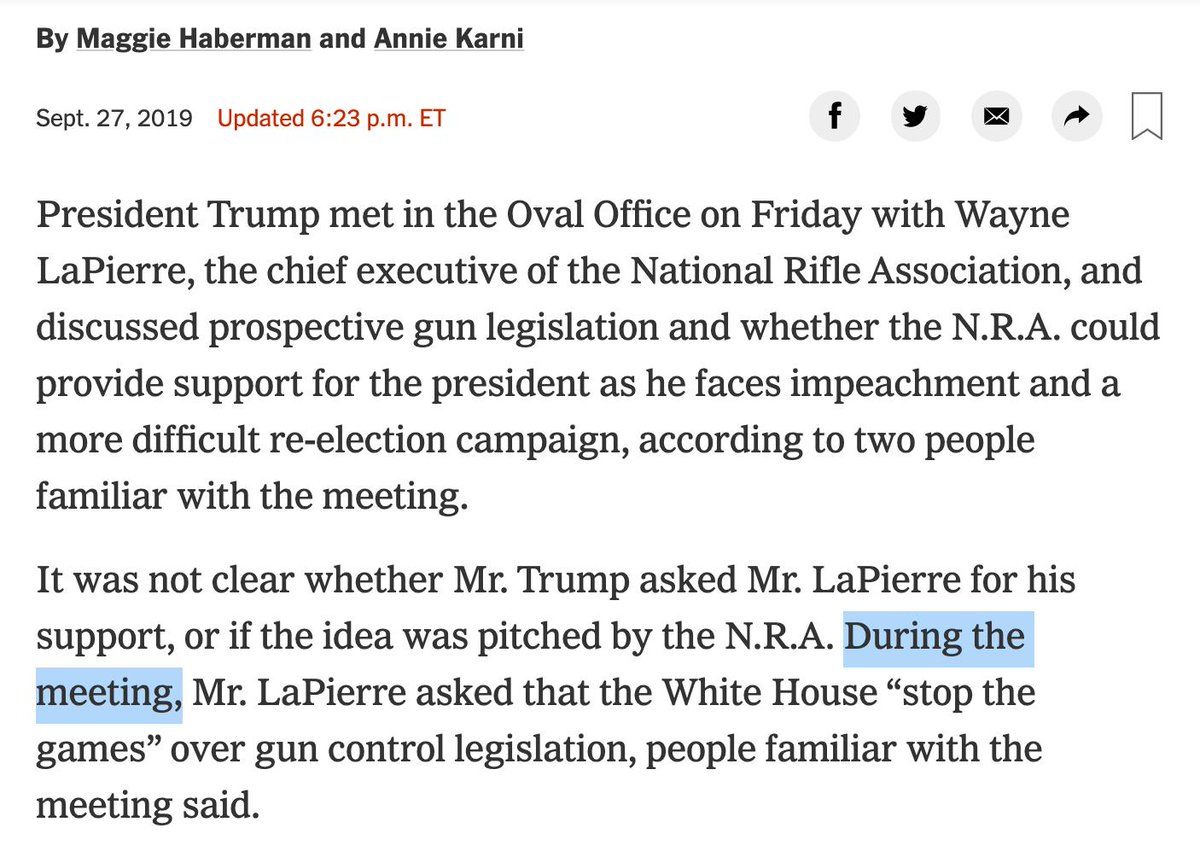 By Maggie Haberman and Annie Karni
Sept. 27, 2019 Updated 6:23 p.m. ET
President Trump met in the Oval Office on Friday with Wayne
LaPierre, the chief executive of the National Rifle Association, and
discussed prospective gun legislation and whether the N.R.A. could
provide support for the president as he faces impeachment and a
more difficult re-election campaign, according to two people
familiar with the meeting.
It was not clear whether Mr. Trump asked Mr. LaPierre for his
support, or if the idea was pitched by the N.R.A. During the
meeting, Mr. LaPierre asked that the White House “stop the
games” over gun control legislation, people familiar with the
meeting said.